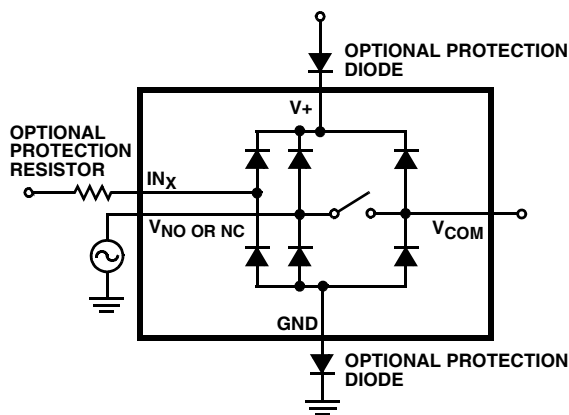 OPTIONAL PROTECTION
DIODE
V+
OPTIONAL
PROTECTION
RESISTOR
INX
VNO OR NC
VCOM
GND
OPTIONAL PROTECTION
DIODE